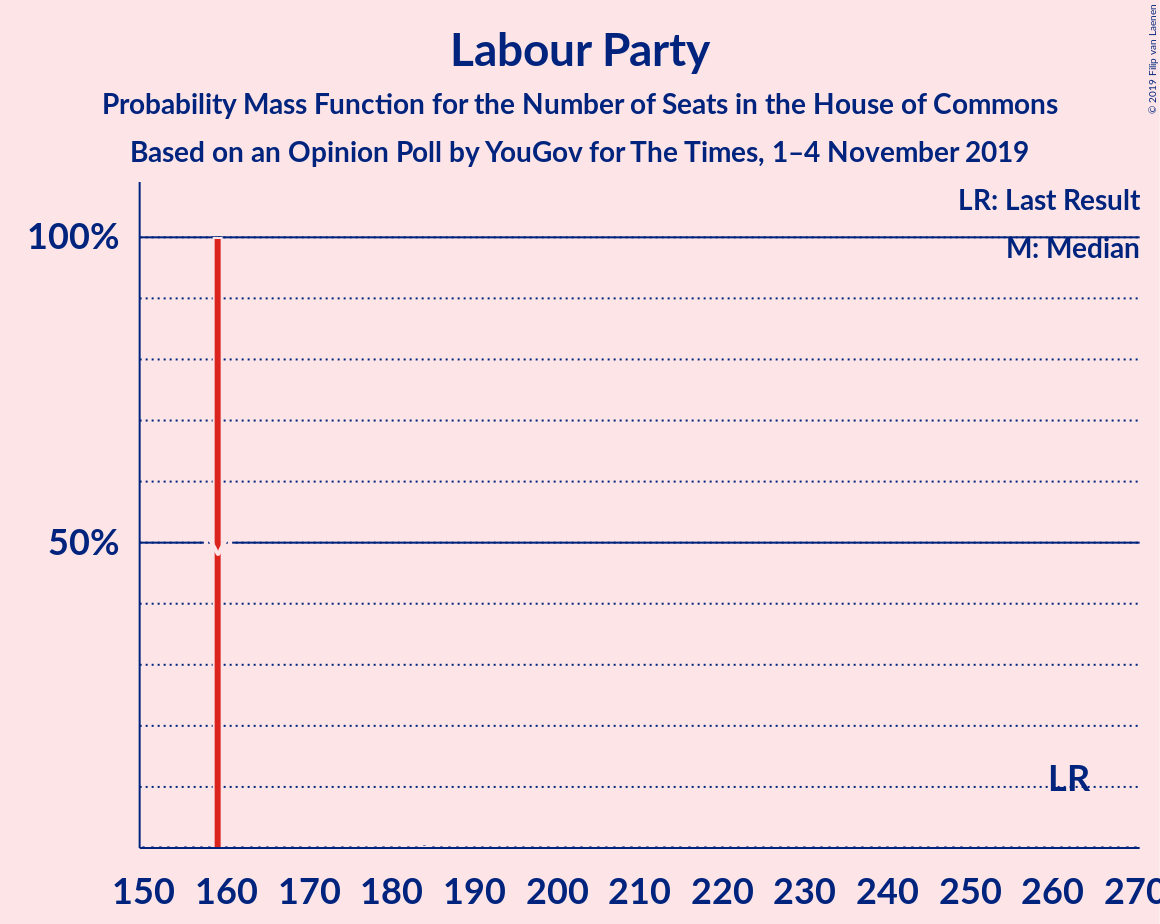 Labour Party
Probability Mass Function for the Number of Seats in the House of Commons
Based on an Opinion Poll by YouGov for The Times, 1–4 November 2019
© 2019 Filip van Laenen
LR: Last Result
M: Median
100%
50%
M
LR
150 160 170 180 190 200 210 220 230 240 250 260 270